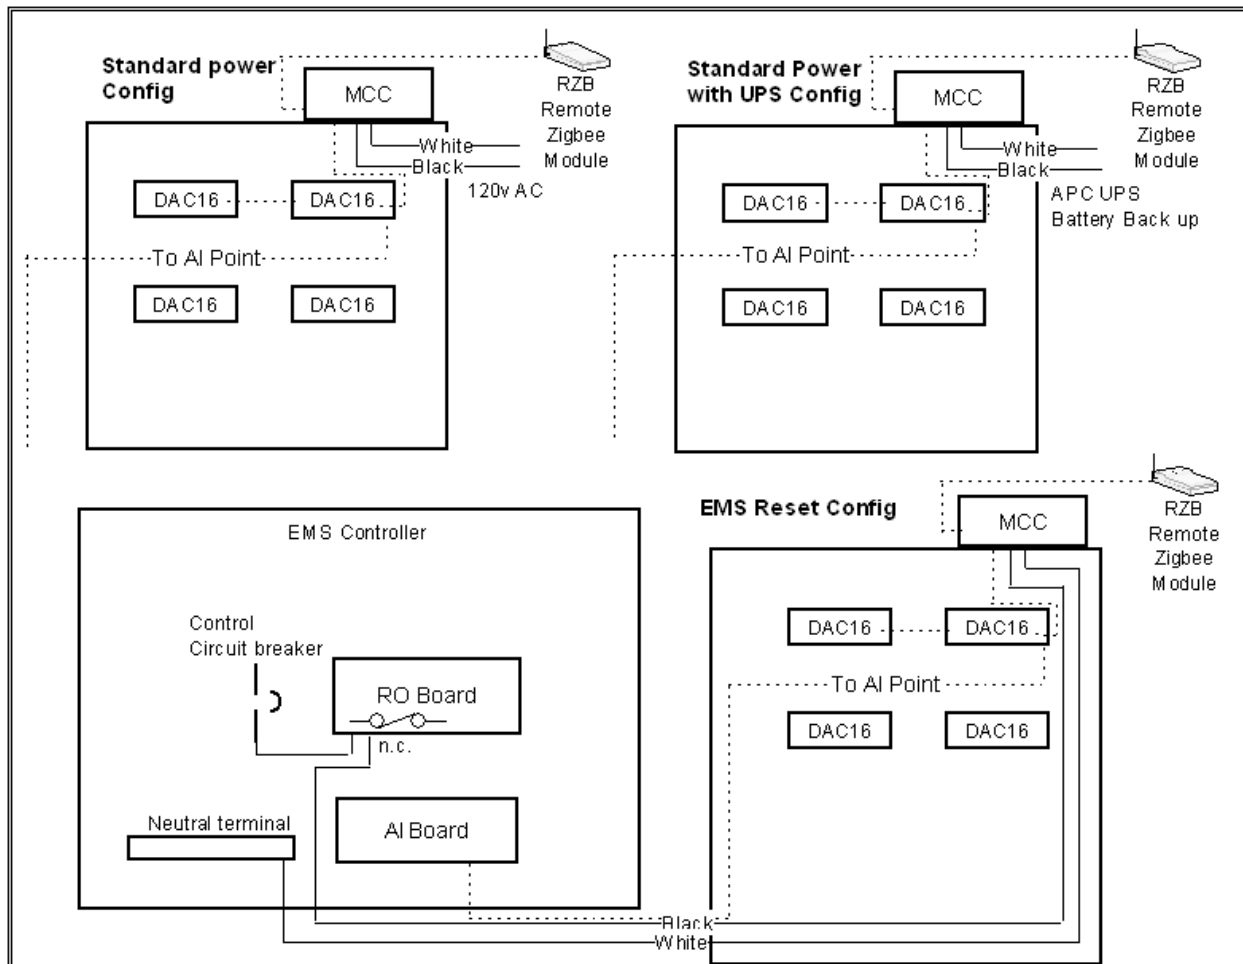 Standard power
Config
MCC
RZB
Remote
Zigbee
Module
White
Black
120v AC
DAC16
DAC16
To AI Point
DAC16
DAC16
Standard Power
with UPS Config
MCC
RZB
Remote
Zigbee
Module
White
Black
APC UPS
Battery Back up
DAC16
DAC16
To AI Point
DAC16
DAC16
EMS Controller
Control
Circuit breaker
RO Board
n.c.
Neutral terminal
AI Board
EMS Reset Config
MCC
RZB
Remote
Zigbee
Module
DAC16
DAC16
To AI Point
DAC16
DAC16
Black
White